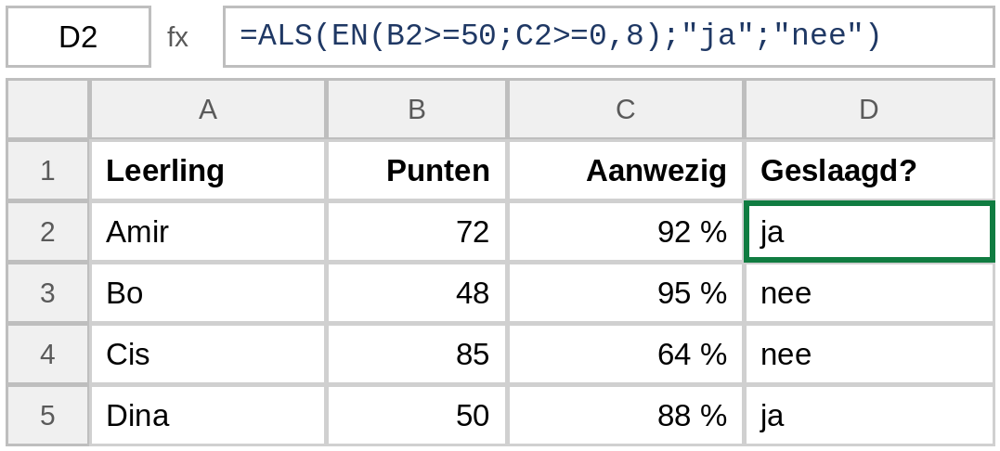 D2 fx =ALS(EN(B2>=50;C2>=0,8);"ja";"nee")
A B C D
1 Leerling Punten Aanwezig Geslaagd?
2 Amir 72 92 % ja
3 Bo 48 95 % nee
4 Cis 85 64 % nee
5 Dina 50 88 % ja